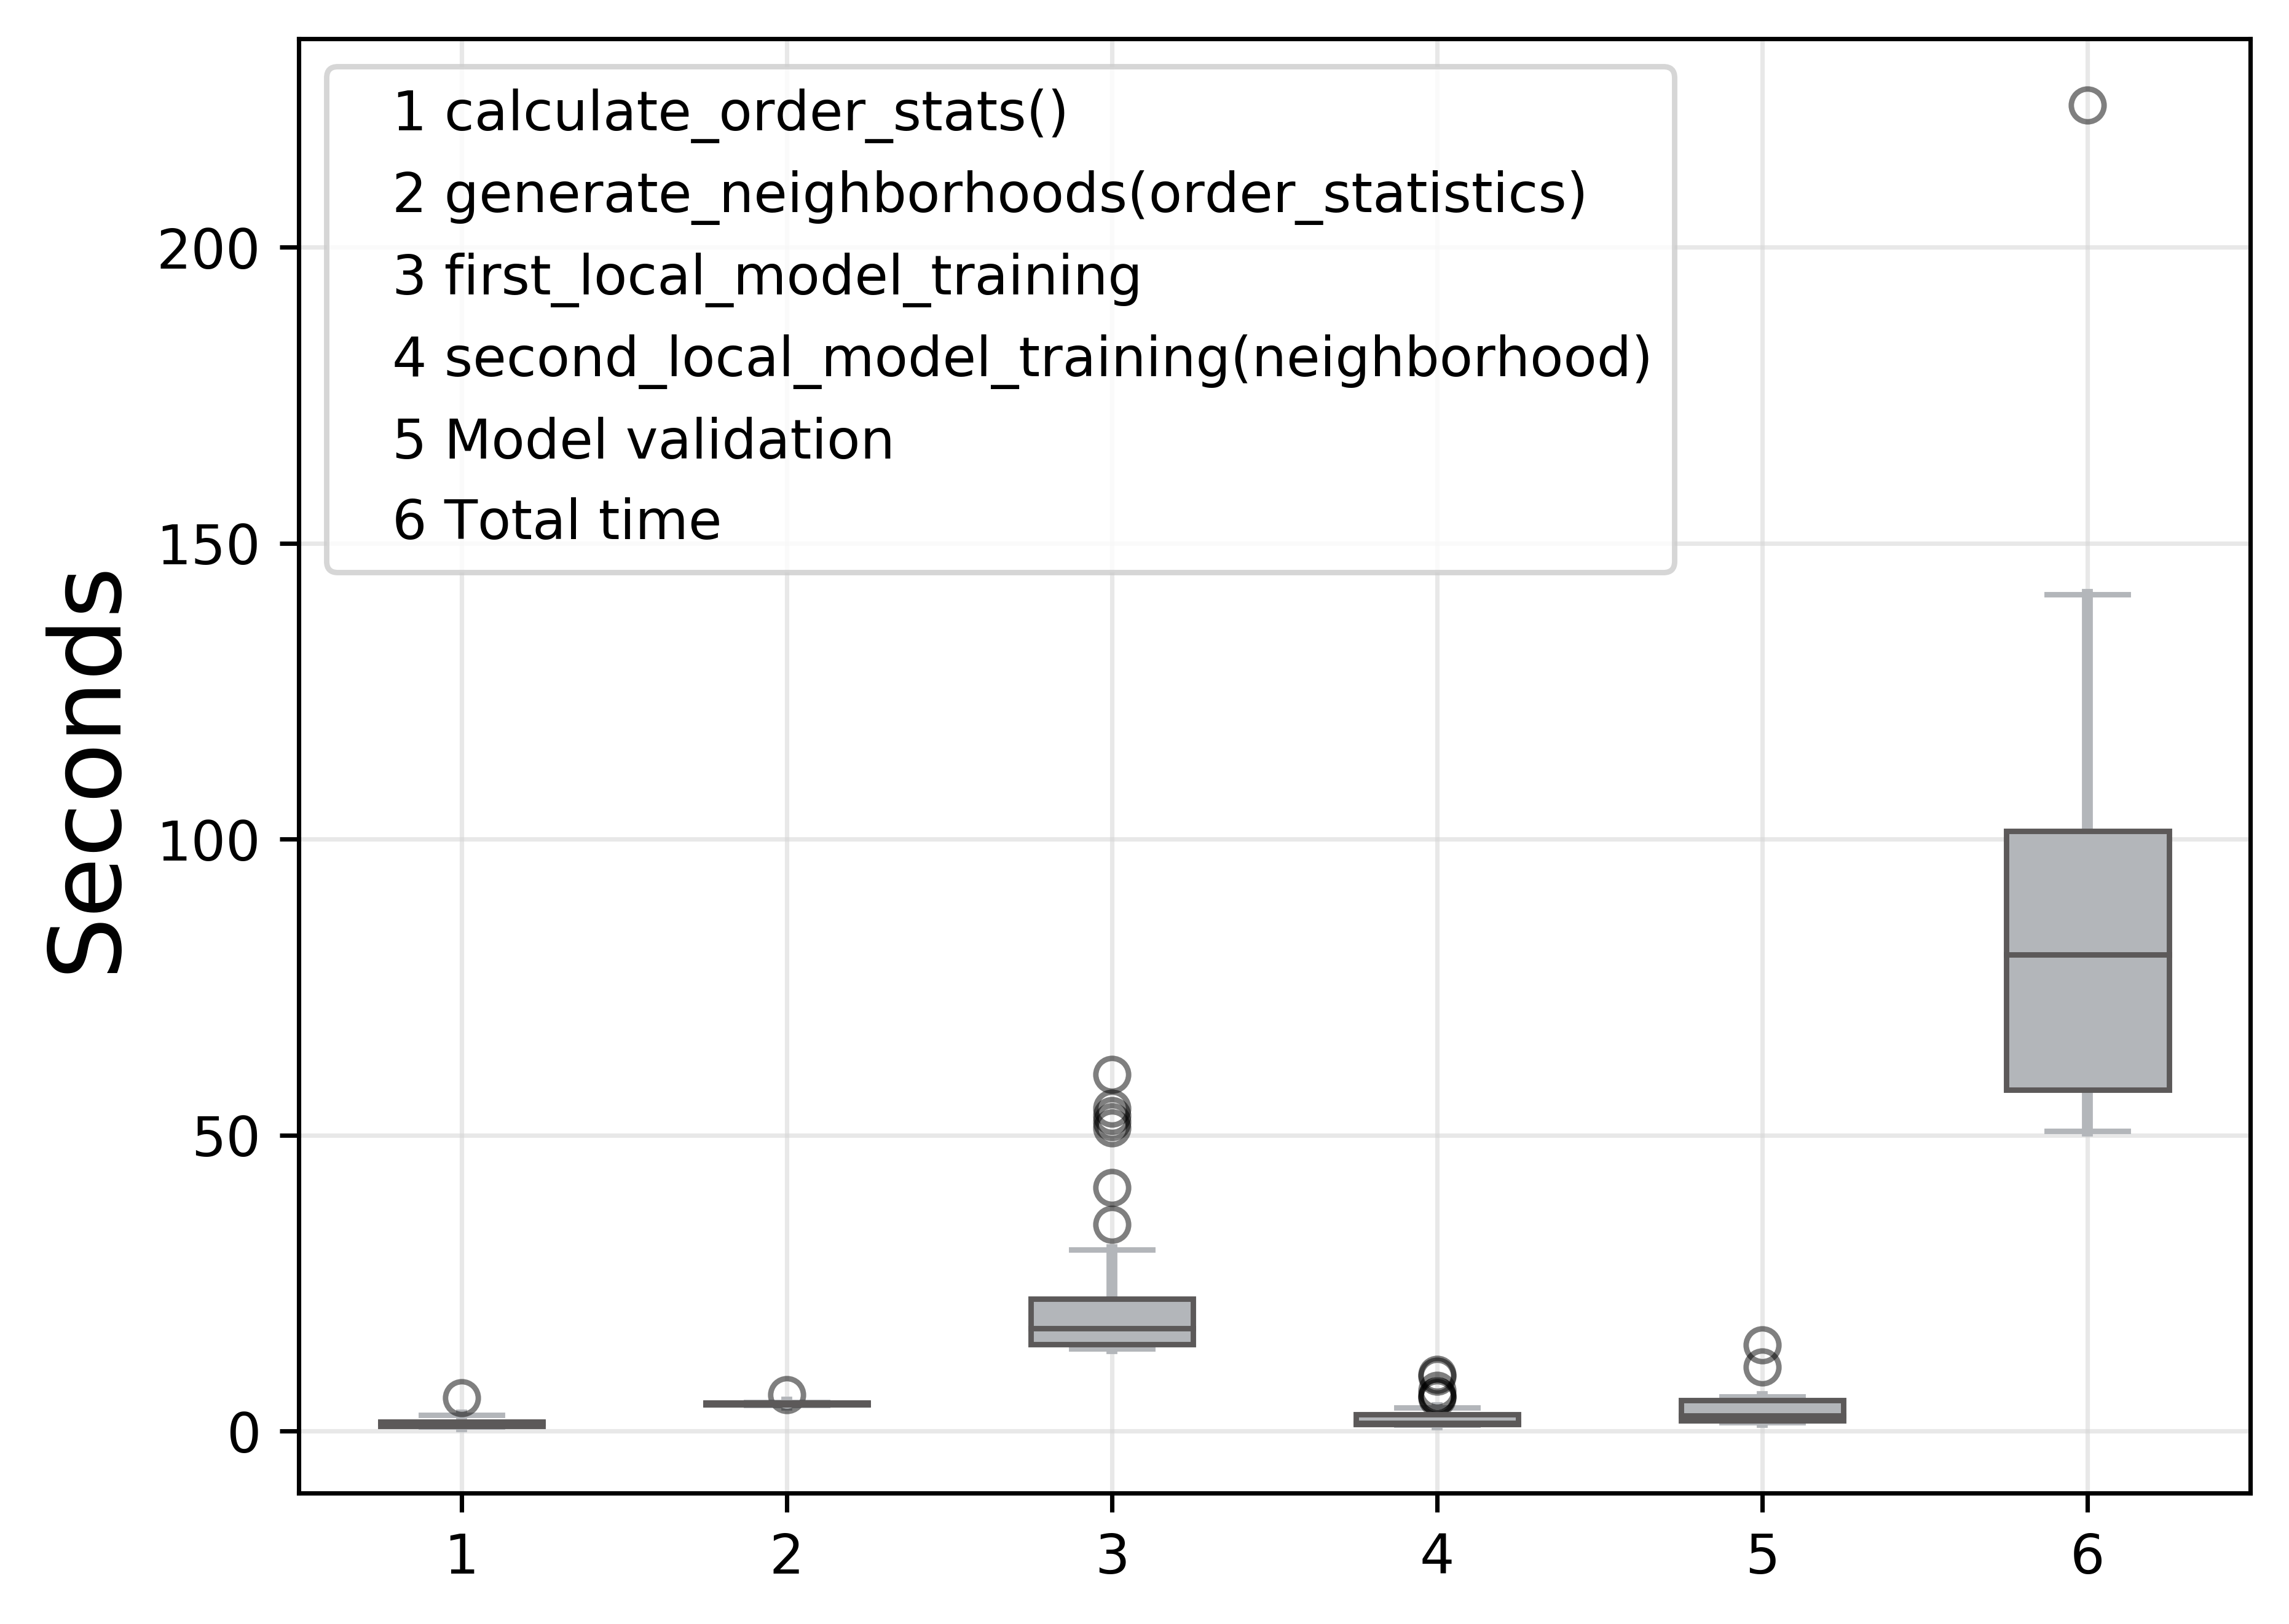 1 calculate_order_stats()
2 generate_neighborhoods(order_statistics)
3 first_local_model_training
4 second_local_model_training(neighborhood)
5 Model validation
6 Total time
Seconds
200
150
100
50
0
1 2 3 4 5 6